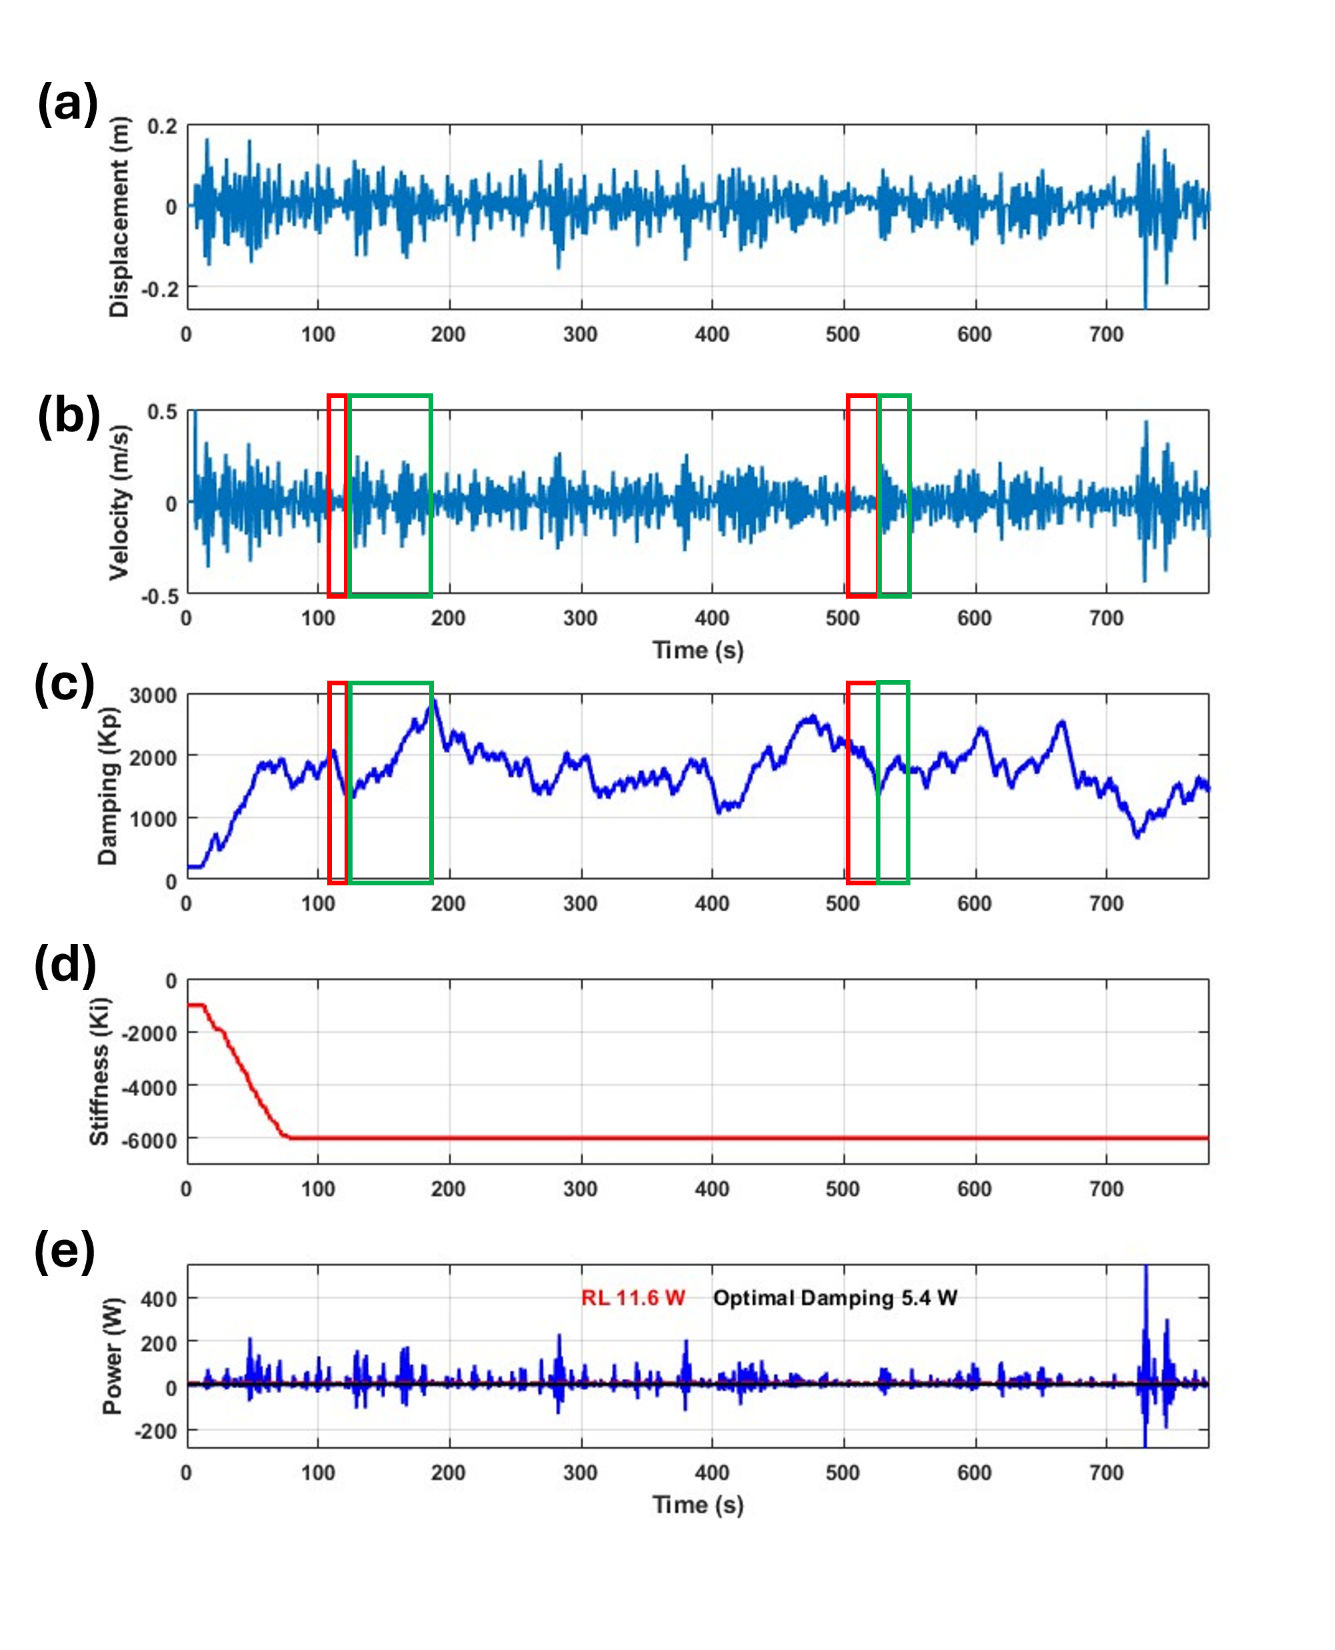 (a)
Displacement (m)
0.2
0
-0.2
0 100 200 300 400 500 600 700
(b)
Velocity (m/s)
0.5
0
-0.5
0 100 200 300 400 500 600 700
Time (s)
(c)
Damping (Kp)
3000
2000
1000
0
0 100 200 300 400 500 600 700
(d)
Stiffness (Ki)
0
-2000
-4000
-6000
0 100 200 300 400 500 600 700
(e)
Power (W)
400
200
0
-200
RL 11.6 W Optimal Damping 5.4 W
0 100 200 300 400 500 600 700
Time (s)